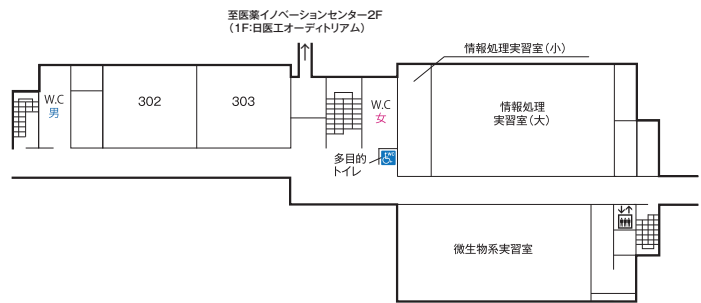 至医薬イノベーションセンター2F
（1F:日医工オーディトリアム）
情報処理実習室（小）
W.C
男
302
303
W.C
女
情報処理
実習室（大）
多目的
トイレ
WC
微生物系実習室